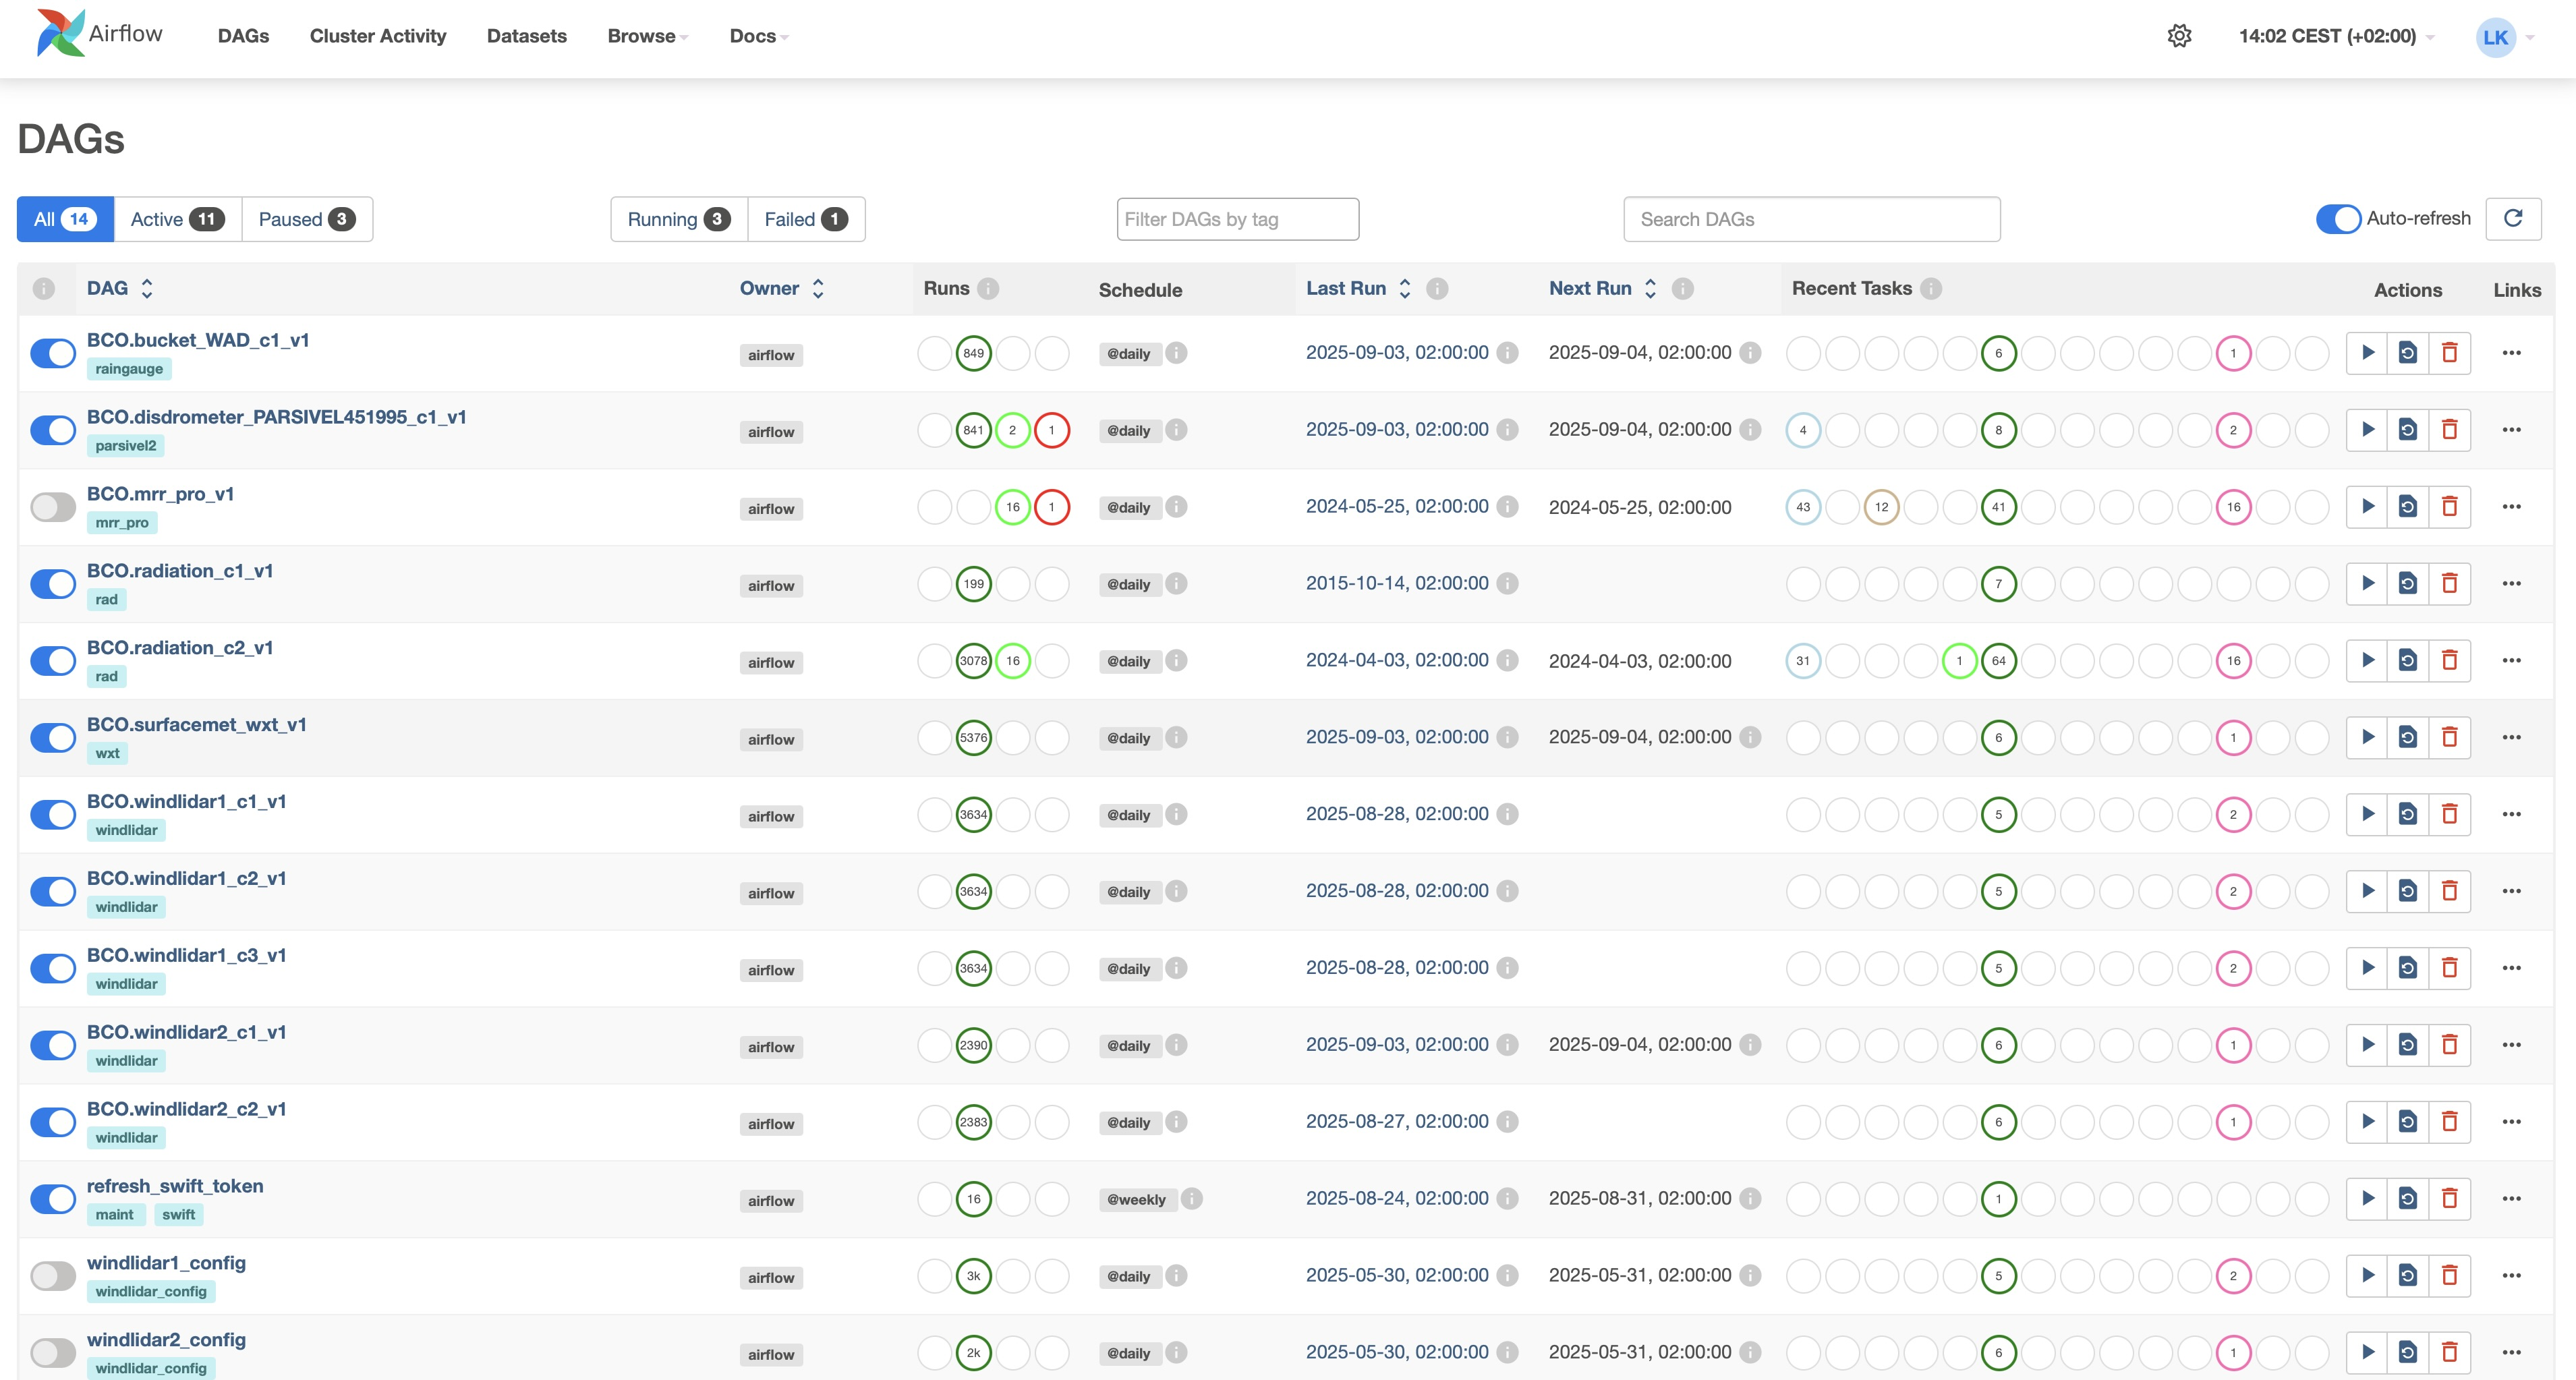 Airflow DAGs Cluster Activity Datasets Browse Docs 14:02 CEST (+02:00) LK
DAGs
All 14 Active 11 Paused 3 Running 3 Failed 1 Filter DAGs by tag Search DAGs Auto-refresh
DAG Owner Runs Schedule Last Run Next Run Recent Tasks Actions Links
BCO.bucket_WAD_c1_v1
raingauge airflow 849 @daily 2025-09-03, 02:00:00 2025-09-04, 02:00:00 6 1
BCO.disdrometer_PARSIVEL451995_c1_v1
parsivel2 airflow 841 2 1 @daily 2025-09-03, 02:00:00 2025-09-04, 02:00:00 4 8 2
BCO.mrr_pro_v1
mrr_pro airflow 16 1 @daily 2024-05-25, 02:00:00 2024-05-25, 02:00:00 43 12 41 16
BCO.radiation_c1_v1
rad airflow 199 @daily 2015-10-14, 02:00:00 7
BCO.radiation_c2_v1
rad airflow 3078 16 @daily 2024-04-03, 02:00:00 2024-04-03, 02:00:00 31 1 64 16
BCO.surfacemet_wxt_v1
wxt airflow 5376 @daily 2025-09-03, 02:00:00 2025-09-04, 02:00:00 6 1
BCO.windlidar1_c1_v1
windlidar airflow 3634 @daily 2025-08-28, 02:00:00 5 2
BCO.windlidar1_c2_v1
windlidar airflow 3634 @daily 2025-08-28, 02:00:00 5 2
BCO.windlidar1_c3_v1
windlidar airflow 3634 @daily 2025-08-28, 02:00:00 5 2
BCO.windlidar2_c1_v1
windlidar airflow 2390 @daily 2025-09-03, 02:00:00 2025-09-04, 02:00:00 6 1
BCO.windlidar2_c2_v1
windlidar airflow 2383 @daily 2025-08-27, 02:00:00 6 1
refresh_swift_token
maint swift airflow 16 @weekly 2025-08-24, 02:00:00 2025-08-31, 02:00:00 1
windlidar1_config
windlidar_config airflow 3k @daily 2025-05-30, 02:00:00 2025-05-31, 02:00:00 5 2
windlidar2_config
windlidar_config airflow 2k @daily 2025-05-30, 02:00:00 2025-05-31, 02:00:00 6 1